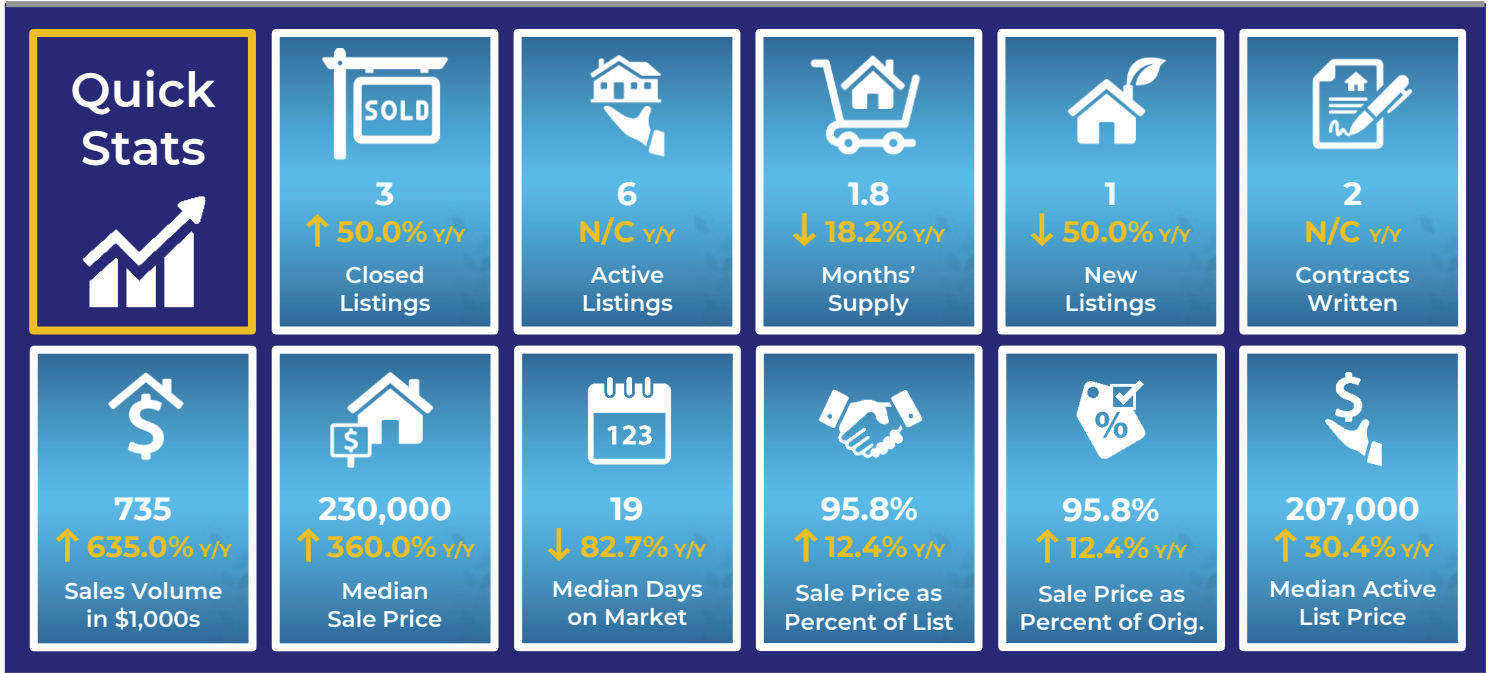 Quick
Stats
SOLD
3
↑ 50.0% Y/Y
Closed
Listings
6
N/C Y/Y
Active
Listings
1.8
↓ 18.2% Y/Y
Months’
Supply
1
↓ 50.0% Y/Y
New
Listings
2
N/C Y/Y
Contracts
Written
$
735
↑ 635.0% Y/Y
Sales Volume
in $1,000s
$
230,000
↑ 360.0% Y/Y
Median
Sale Price
123
19
↓ 82.7% Y/Y
Median Days
on Market
95.8%
↑ 12.4% Y/Y
Sale Price as
Percent of List
%
95.8%
↑ 12.4% Y/Y
Sale Price as
Percent of Orig.
$
207,000
↑ 30.4% Y/Y
Median Active
List Price